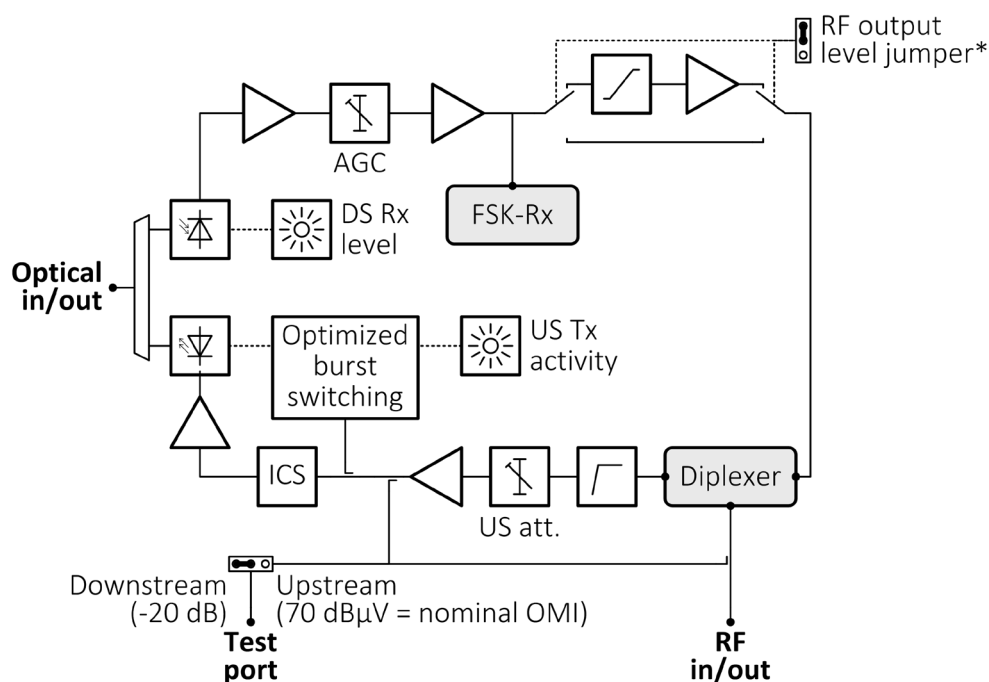 RF output
level jumper*
AGC
FSK-Rx
DS Rx
level
Optical
in/out
Optimized
burst
switching
US Tx
activity
ICS
US att.
Diplexer
Downstream
(-20 dB)
Upstream
(70 dBµV = nominal OMI)
Test
port
RF
in/out